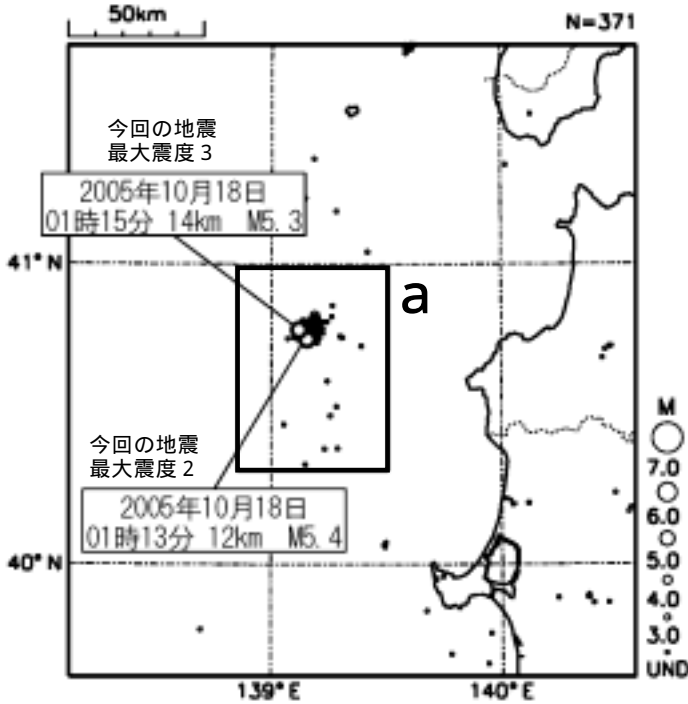 50km
N=371
今回の地震
最大震度3
2005年10月18日
01時15分 14km M5.3
41°N
a
今回の地震
最大震度2
2005年10月18日
01時13分 12km M5.4
40°N
139°E
140°E
M
7.0
6.0
5.0
4.0
3.0
UND